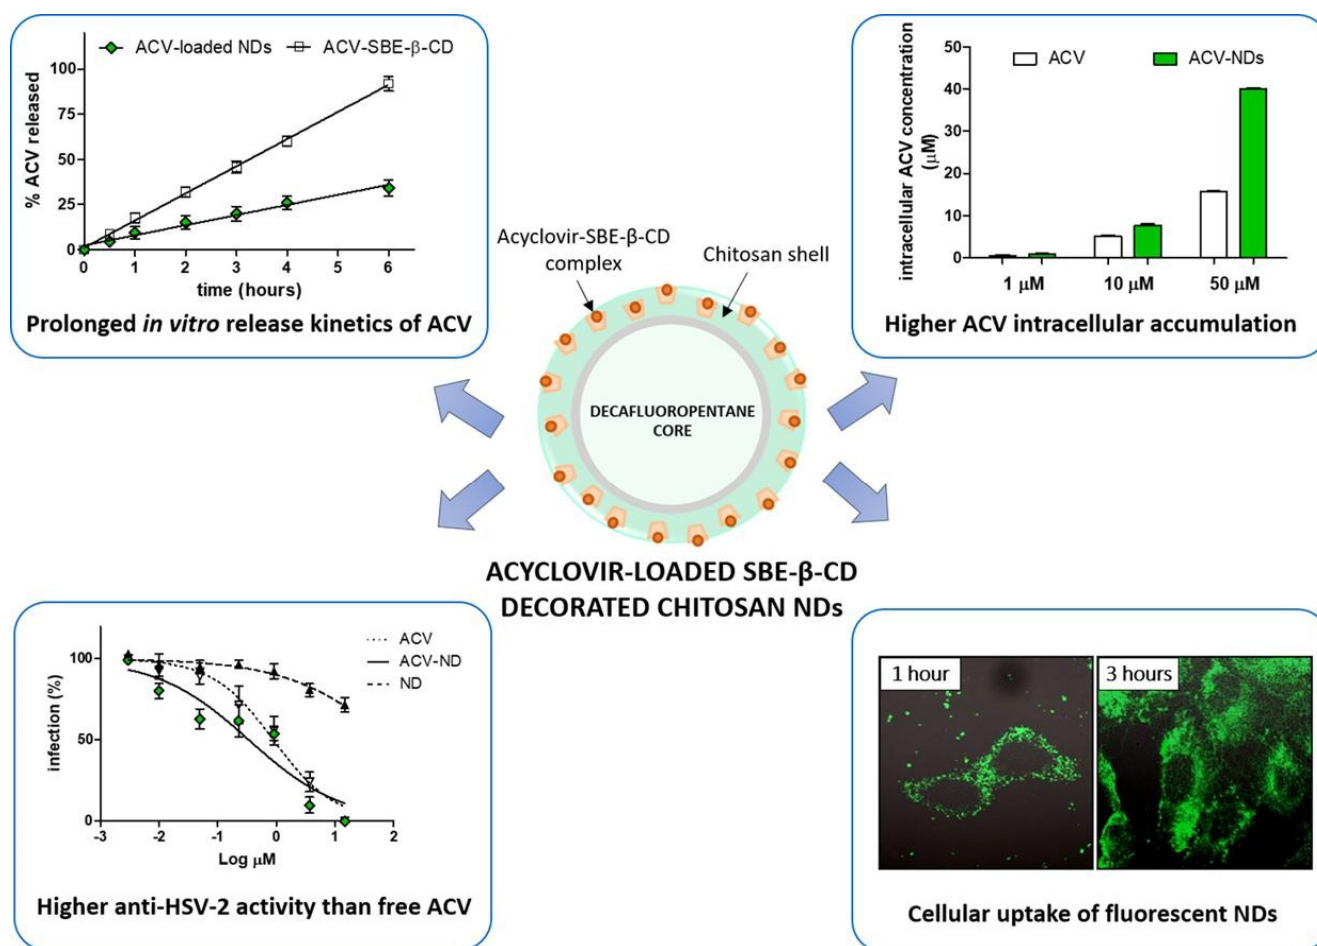 ACV-loaded NDs
ACV-SBE-β-CD
100
75
50
25
0
% ACV released
0
1
2
3
4
5
6
time (hours)
Prolonged in vitro release kinetics of ACV
50
40
30
20
10
0
intracellular ACV concentration
(μM)
ACV
ACV-NDs
1 μM
10 μM
50 μM
Higher ACV intracellular accumulation
Acyclovir-SBE-β-CD
complex
Chitosan shell
DECAFLUOROPENTANE
CORE
ACYCLOVIR-LOADED SBE-β-CD
DECORATED CHITOSAN NDs
ACV
ACV-ND
ND
100
50
0
infection (%)
-3
-2
-1
0
1
2
Log μM
Higher anti-HSV-2 activity than free ACV
1 hour
3 hours
Cellular uptake of fluorescent NDs